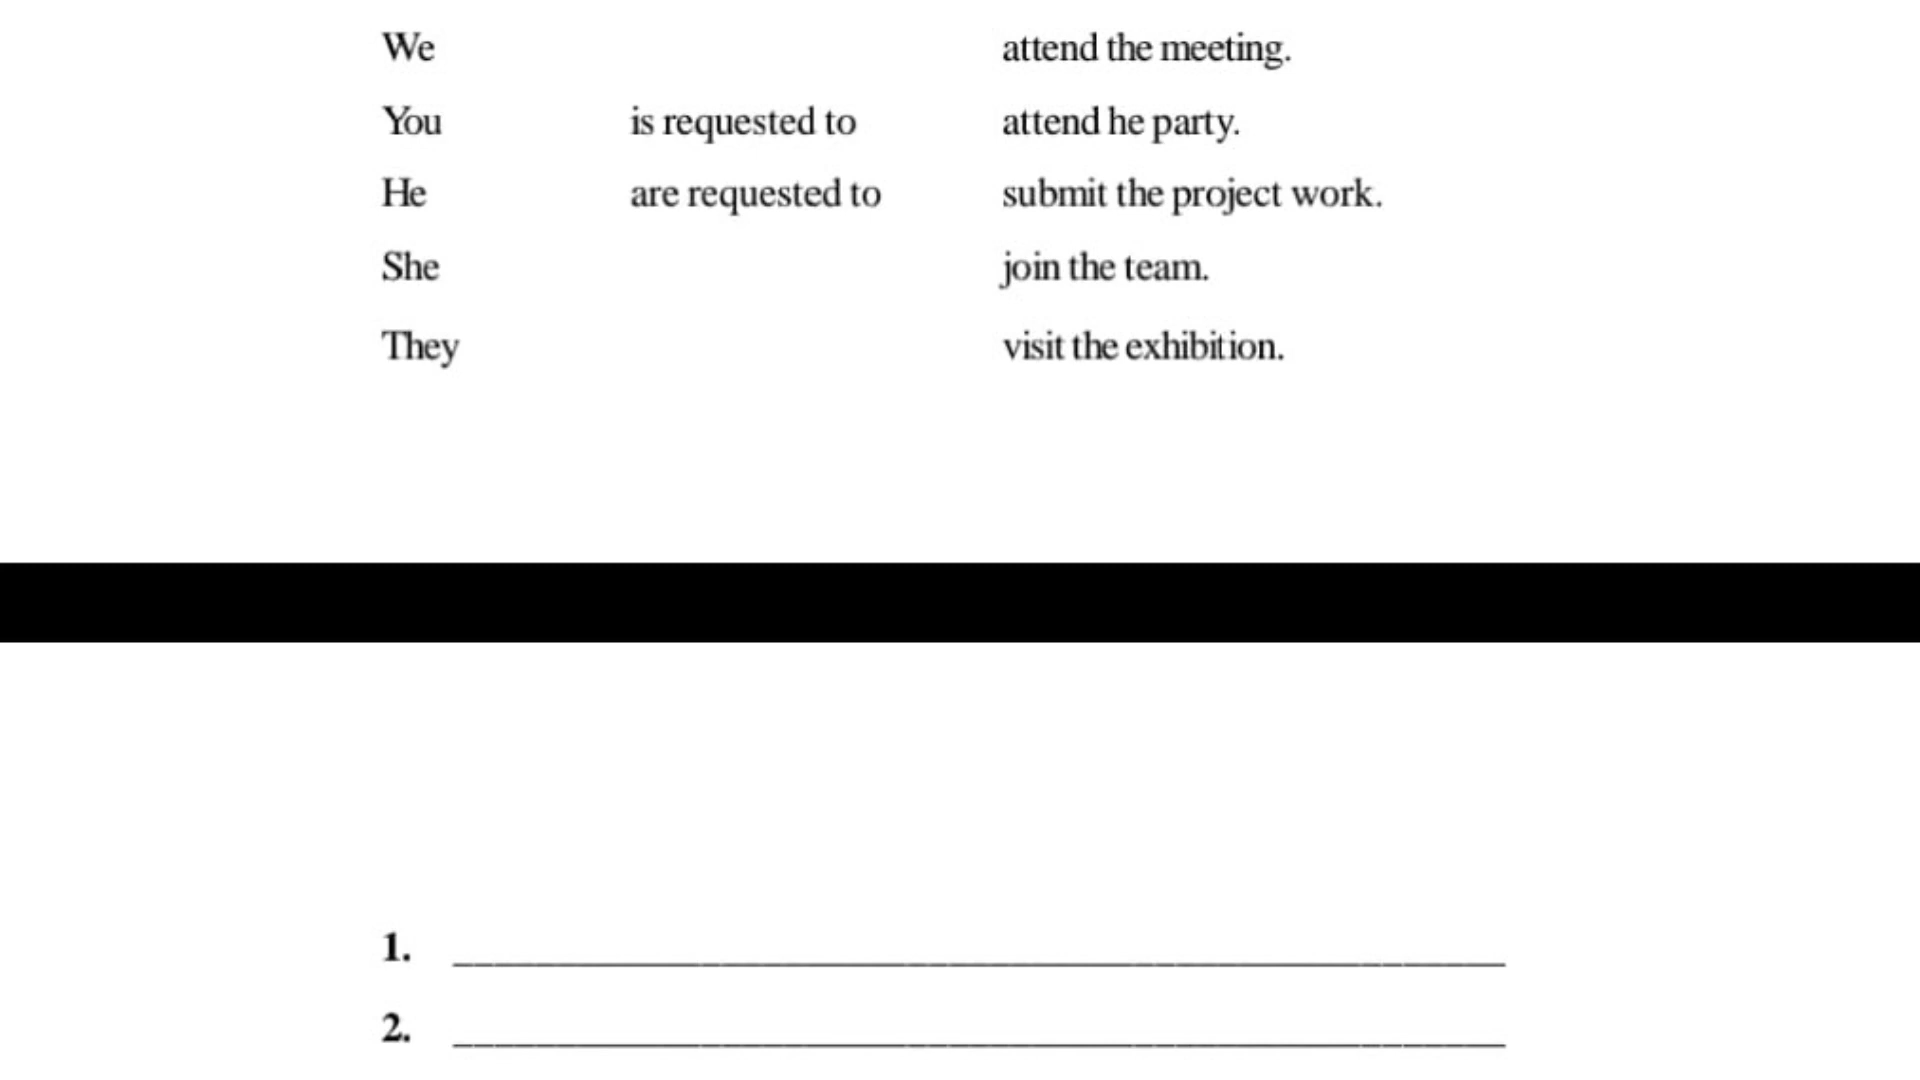 We attend the meeting.
You is requested to attend he party.
He are requested to submit the project work.
She join the team.
They visit the exhibition.
1.
2.